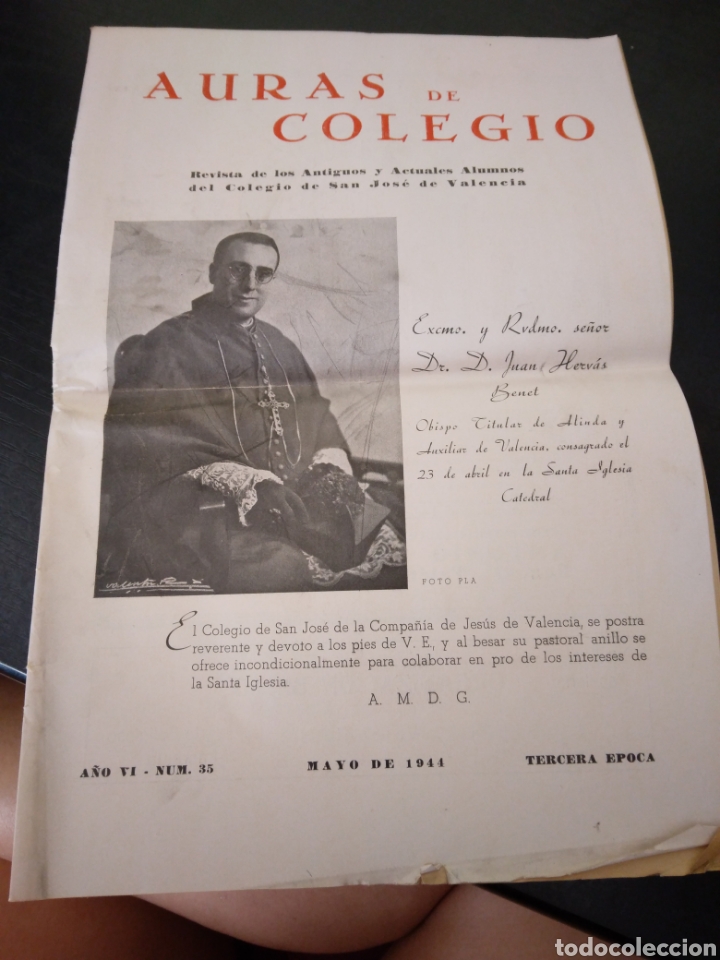 AURAS DE
COLEGIO
Revista de los Antiguos y Actuales Alumnos
del Colegio de San José de Valencia
Excmo. y Rvdmo. señor
Dr. D. Juan Hervás
Benet
Obispo Titular de Alinda y
Auxiliar de Valencia, consagrado el
23 de abril en la Santa Iglesia
Catedral
FOTO PLA
El Colegio de San José de la Compañía de Jesús de Valencia, se postra
reverente y devoto a los píes de V. E., y al besar su pastoral anillo se
ofrece incondicionalmente para colaborar en pro de los intereses de
la Santa Iglesia.
A. M. D. G.
AÑO VI - NUM. 35 MAYO DE 1944 TERCERA EPOCA
todocoleccion